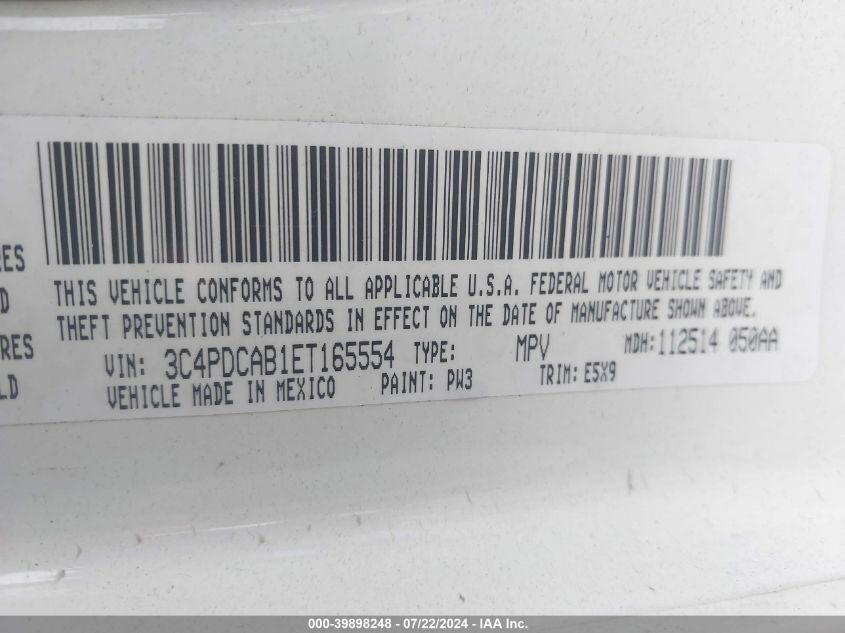 ES
D
RES
LD
THIS VEHICLE CONFORMS TO ALL APPLICABLE U.S.A. FEDERAL MOTOR VEHICLE SAFETY AND
THEFT PREVENTION STANDARDS IN EFFECT ON THE DATE OF MANUFACTURE SHOWN ABOVE.
VIN: 3C4PDCAB1ET165554 TYPE: MPV MDH:112514 050AA
VEHICLE MADE IN MEXICO PAINT: PW3 TRIM: E5X9
000-39898248 - 07/22/2024 - IAA Inc.